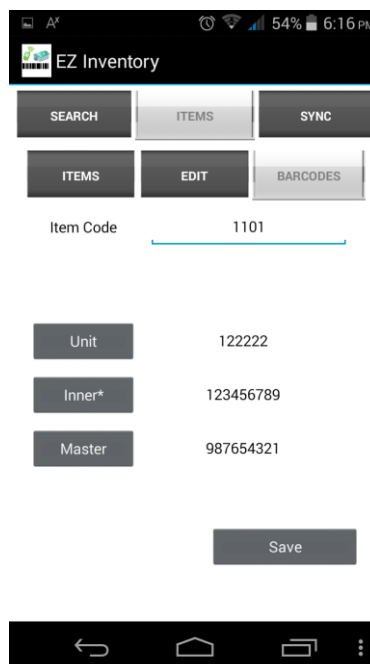 Aˣ 54% 6:16 PM
EZ Inventory
SEARCH ITEMS SYNC
ITEMS EDIT BARCODES
Item Code 1101
Unit 122222
Inner* 123456789
Master 987654321
Save